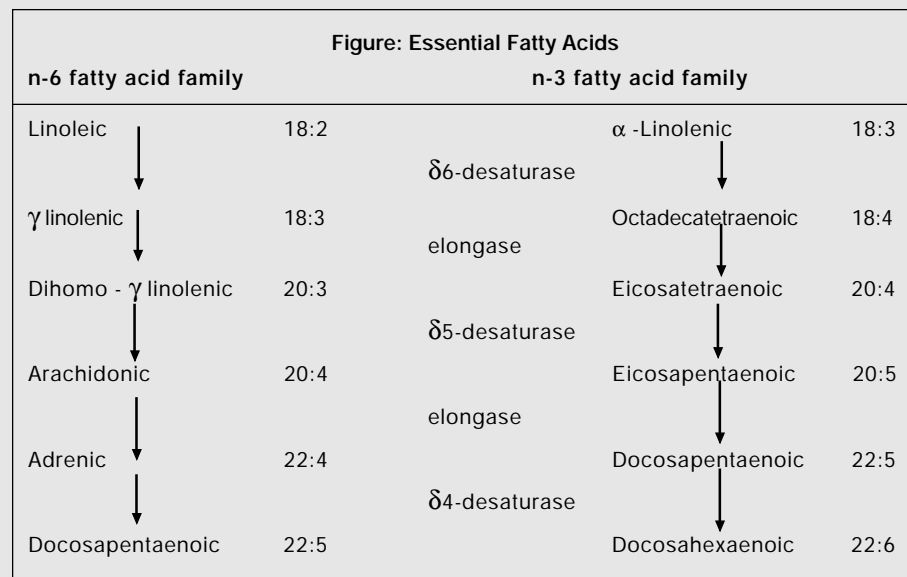 Figure: Essential Fatty Acids
n-6 fatty acid family n-3 fatty acid family
Linoleic 18:2 α -Linolenic 18:3
δ6-desaturase
γ linolenic 18:3 Octadecatetraenoic 18:4
elongase
Dihomo - γ linolenic 20:3 Eicosatetraenoic 20:4
δ5-desaturase
Arachidonic 20:4 Eicosapentaenoic 20:5
elongase
Adrenic 22:4 Docosapentaenoic 22:5
δ4-desaturase
Docosapentaenoic 22:5 Docosahexaenoic 22:6